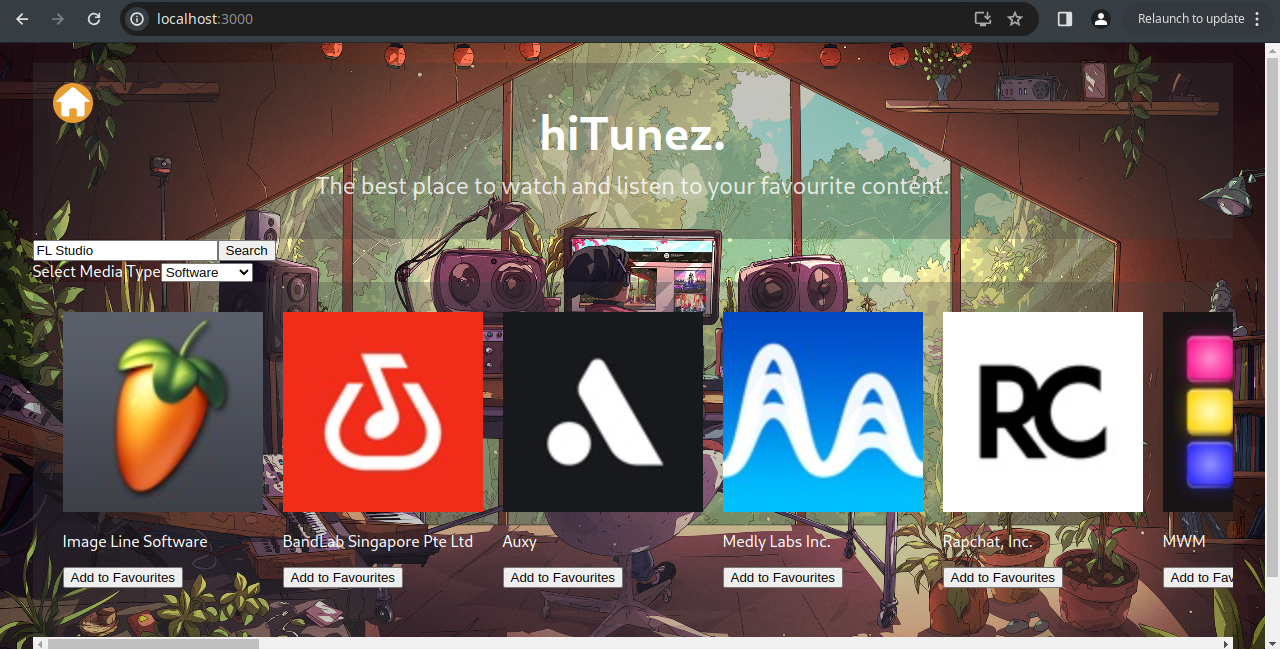 localhost:3000
Relaunch to update
hiTunez.
The best place to watch and listen to your favourite content.
FL Studio Search
Select Media Type Software
RC
Image Line Software BandLab Singapore Pte Ltd Auxy Medly Labs Inc. Rapchat, Inc. MWM
Add to Favourites Add to Favourites Add to Favourites Add to Favourites Add to Favourites Add to Fav